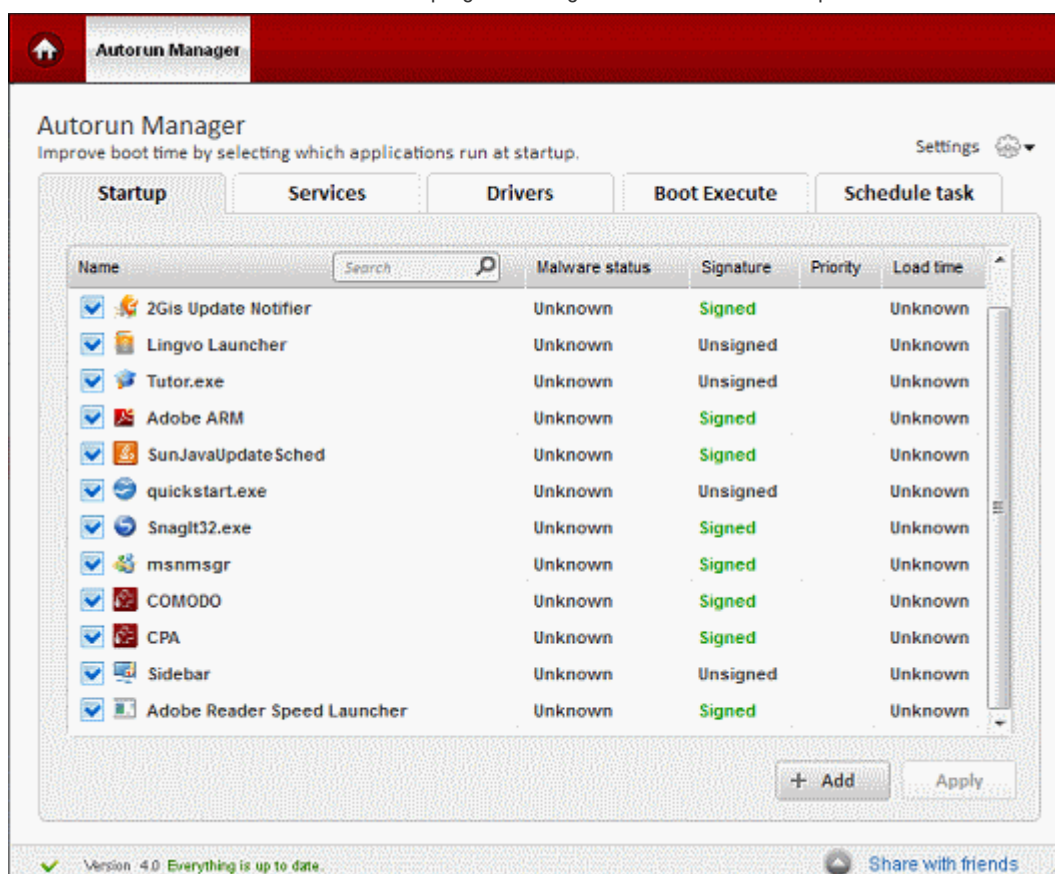 Autorun Manager
Autorun Manager
Improve boot time by selecting which applications run at startup.
Settings
Startup Services Drivers Boot Execute Schedule task
Name Search Malware status Signature Priority Load time
2Gis Update Notifier Unknown Signed Unknown
Lingvo Launcher Unknown Unsigned Unknown
Tutor.exe Unknown Unsigned Unknown
Adobe ARM Unknown Signed Unknown
SunJavaUpdateSched Unknown Signed Unknown
quickstart.exe Unknown Unsigned Unknown
SnagIt32.exe Unknown Signed Unknown
msnmsgr Unknown Signed Unknown
COMODO Unknown Signed Unknown
CPA Unknown Signed Unknown
Sidebar Unknown Unsigned Unknown
Adobe Reader Speed Launcher Unknown Signed Unknown
+ Add Apply
Version 4.0 Everything is up to date. Share with friends